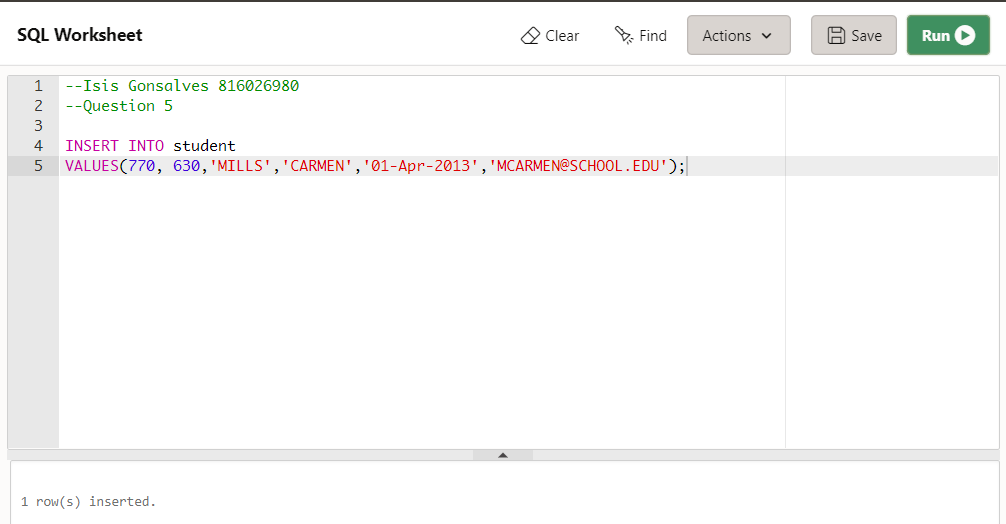 SQL Worksheet
Clear
Find
Actions
Save
Run
1 --Isis Gonsalves 816026980
2 --Question 5
3
4 INSERT INTO student
5 VALUES(770, 630,'MILLS','CARMEN','01-Apr-2013','MCARMEN@SCHOOL.EDU');
1 row(s) inserted.